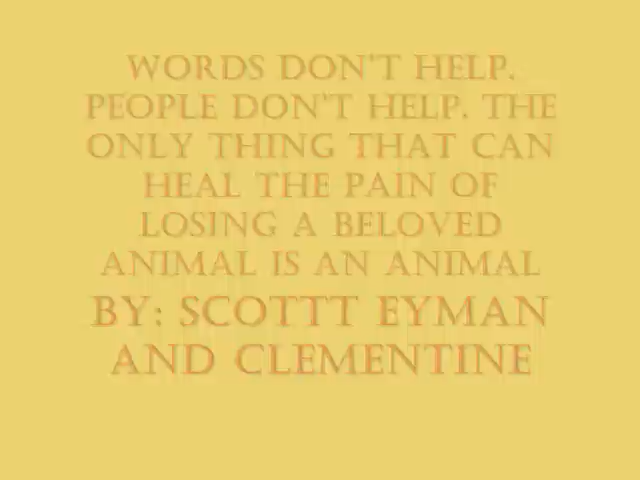 WORDS DON'T HELP.
PEOPLE DON'T HELP. THE
ONLY THING THAT CAN
HEAL THE PAIN OF
LOSING A BELOVED
ANIMAL IS AN ANIMAL
BY: SCOTTT EYMAN
AND CLEMENTINE